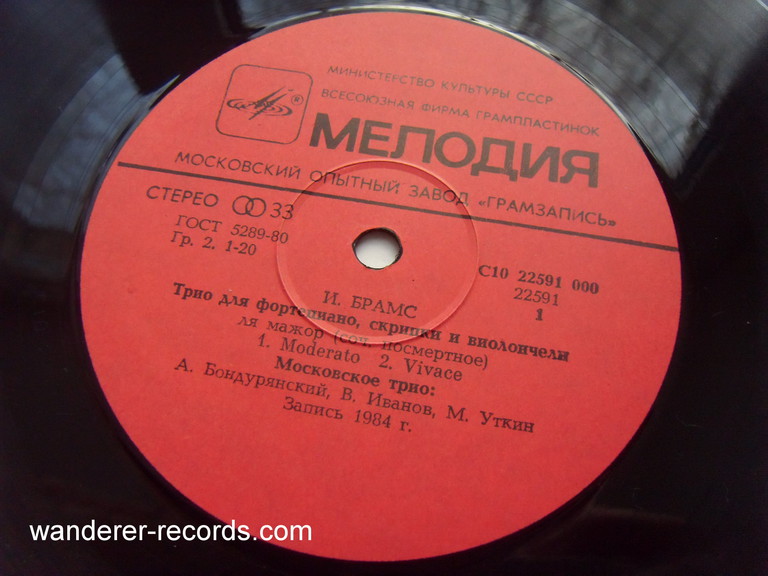 МИНИСТЕРСТВО КУЛЬТУРЫ СССР
ВСЕСОЮЗНАЯ ФИРМА ГРАМПЛАСТИНОК
®
МЕЛОДИЯ
МОСКОВСКИЙ ОПЫТНЫЙ ЗАВОД «ГРАМЗАПИСЬ»
СТЕРЕО 33
ГОСТ 5289-80
Гр. 2. 1-20
С10 22591 000
22591
1
И. БРАМС
Трио для фортепиано, скрипки и виолончели
ля мажор (соч. посмертное)
1. Moderato 2. Vivace
Московское трио:
А. Бондурянский, В. Иванов, М. Уткин
Запись 1984 г.
wanderer-records.com